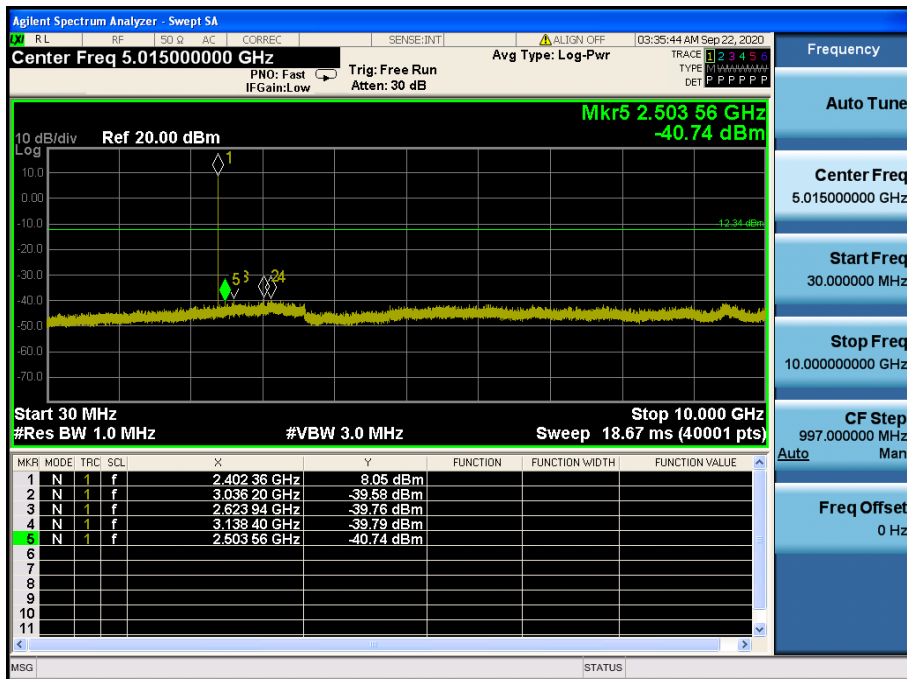 Agilent Spectrum Analyzer - Swept SA
LXI RL RF 50 Ω AC CORREC SENSE:INT ALIGN OFF 03:35:44 AM Sep 22, 2020
Center Freq 5.015000000 GHz
PNO: Fast
IFGain:Low
Trig: Free Run
Atten: 30 dB
Avg Type: Log-Pwr
TRACE 1 2 3 4 5 6
TYPE M WWWWW
DET P P P P P P
Mkr5 2.503 56 GHz
-40.74 dBm
10 dB/div Ref 20.00 dBm
Log
10.0
0.00
-10.0
-20.0
-30.0
-40.0
-50.0
-60.0
-70.0
1
-12.34 dBm
5 3 2 4
Start 30 MHz Stop 10.000 GHz
#Res BW 1.0 MHz #VBW 3.0 MHz Sweep 18.67 ms (40001 pts)
MKR MODE TRC SCL X Y FUNCTION FUNCTION WIDTH FUNCTION VALUE
1 N 1 f 2.402 36 GHz 8.05 dBm
2 N 1 f 3.036 20 GHz -39.58 dBm
3 N 1 f 2.623 94 GHz -39.76 dBm
4 N 1 f 3.138 40 GHz -39.79 dBm
5 N 1 f 2.503 56 GHz -40.74 dBm
6
7
8
9
10
11
MSG STATUS
Frequency
Auto Tune
Center Freq
5.015000000 GHz
Start Freq
30.000000 MHz
Stop Freq
10.000000000 GHz
CF Step
997.000000 MHz
Auto Man
Freq Offset
0 Hz